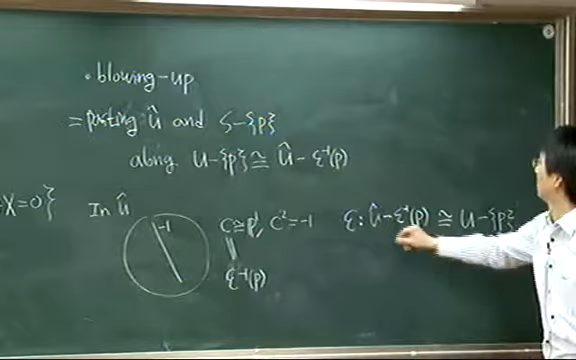 • blowing-up
= pasting Û and S-{p}
along U-{p} ≅ Û - ε⁻¹(p)
X=0}
In Û
-1
C≅P¹, C²=-1
ε⁻¹(p)
ε: Û-ε⁻¹(p) ≅ U-{p}